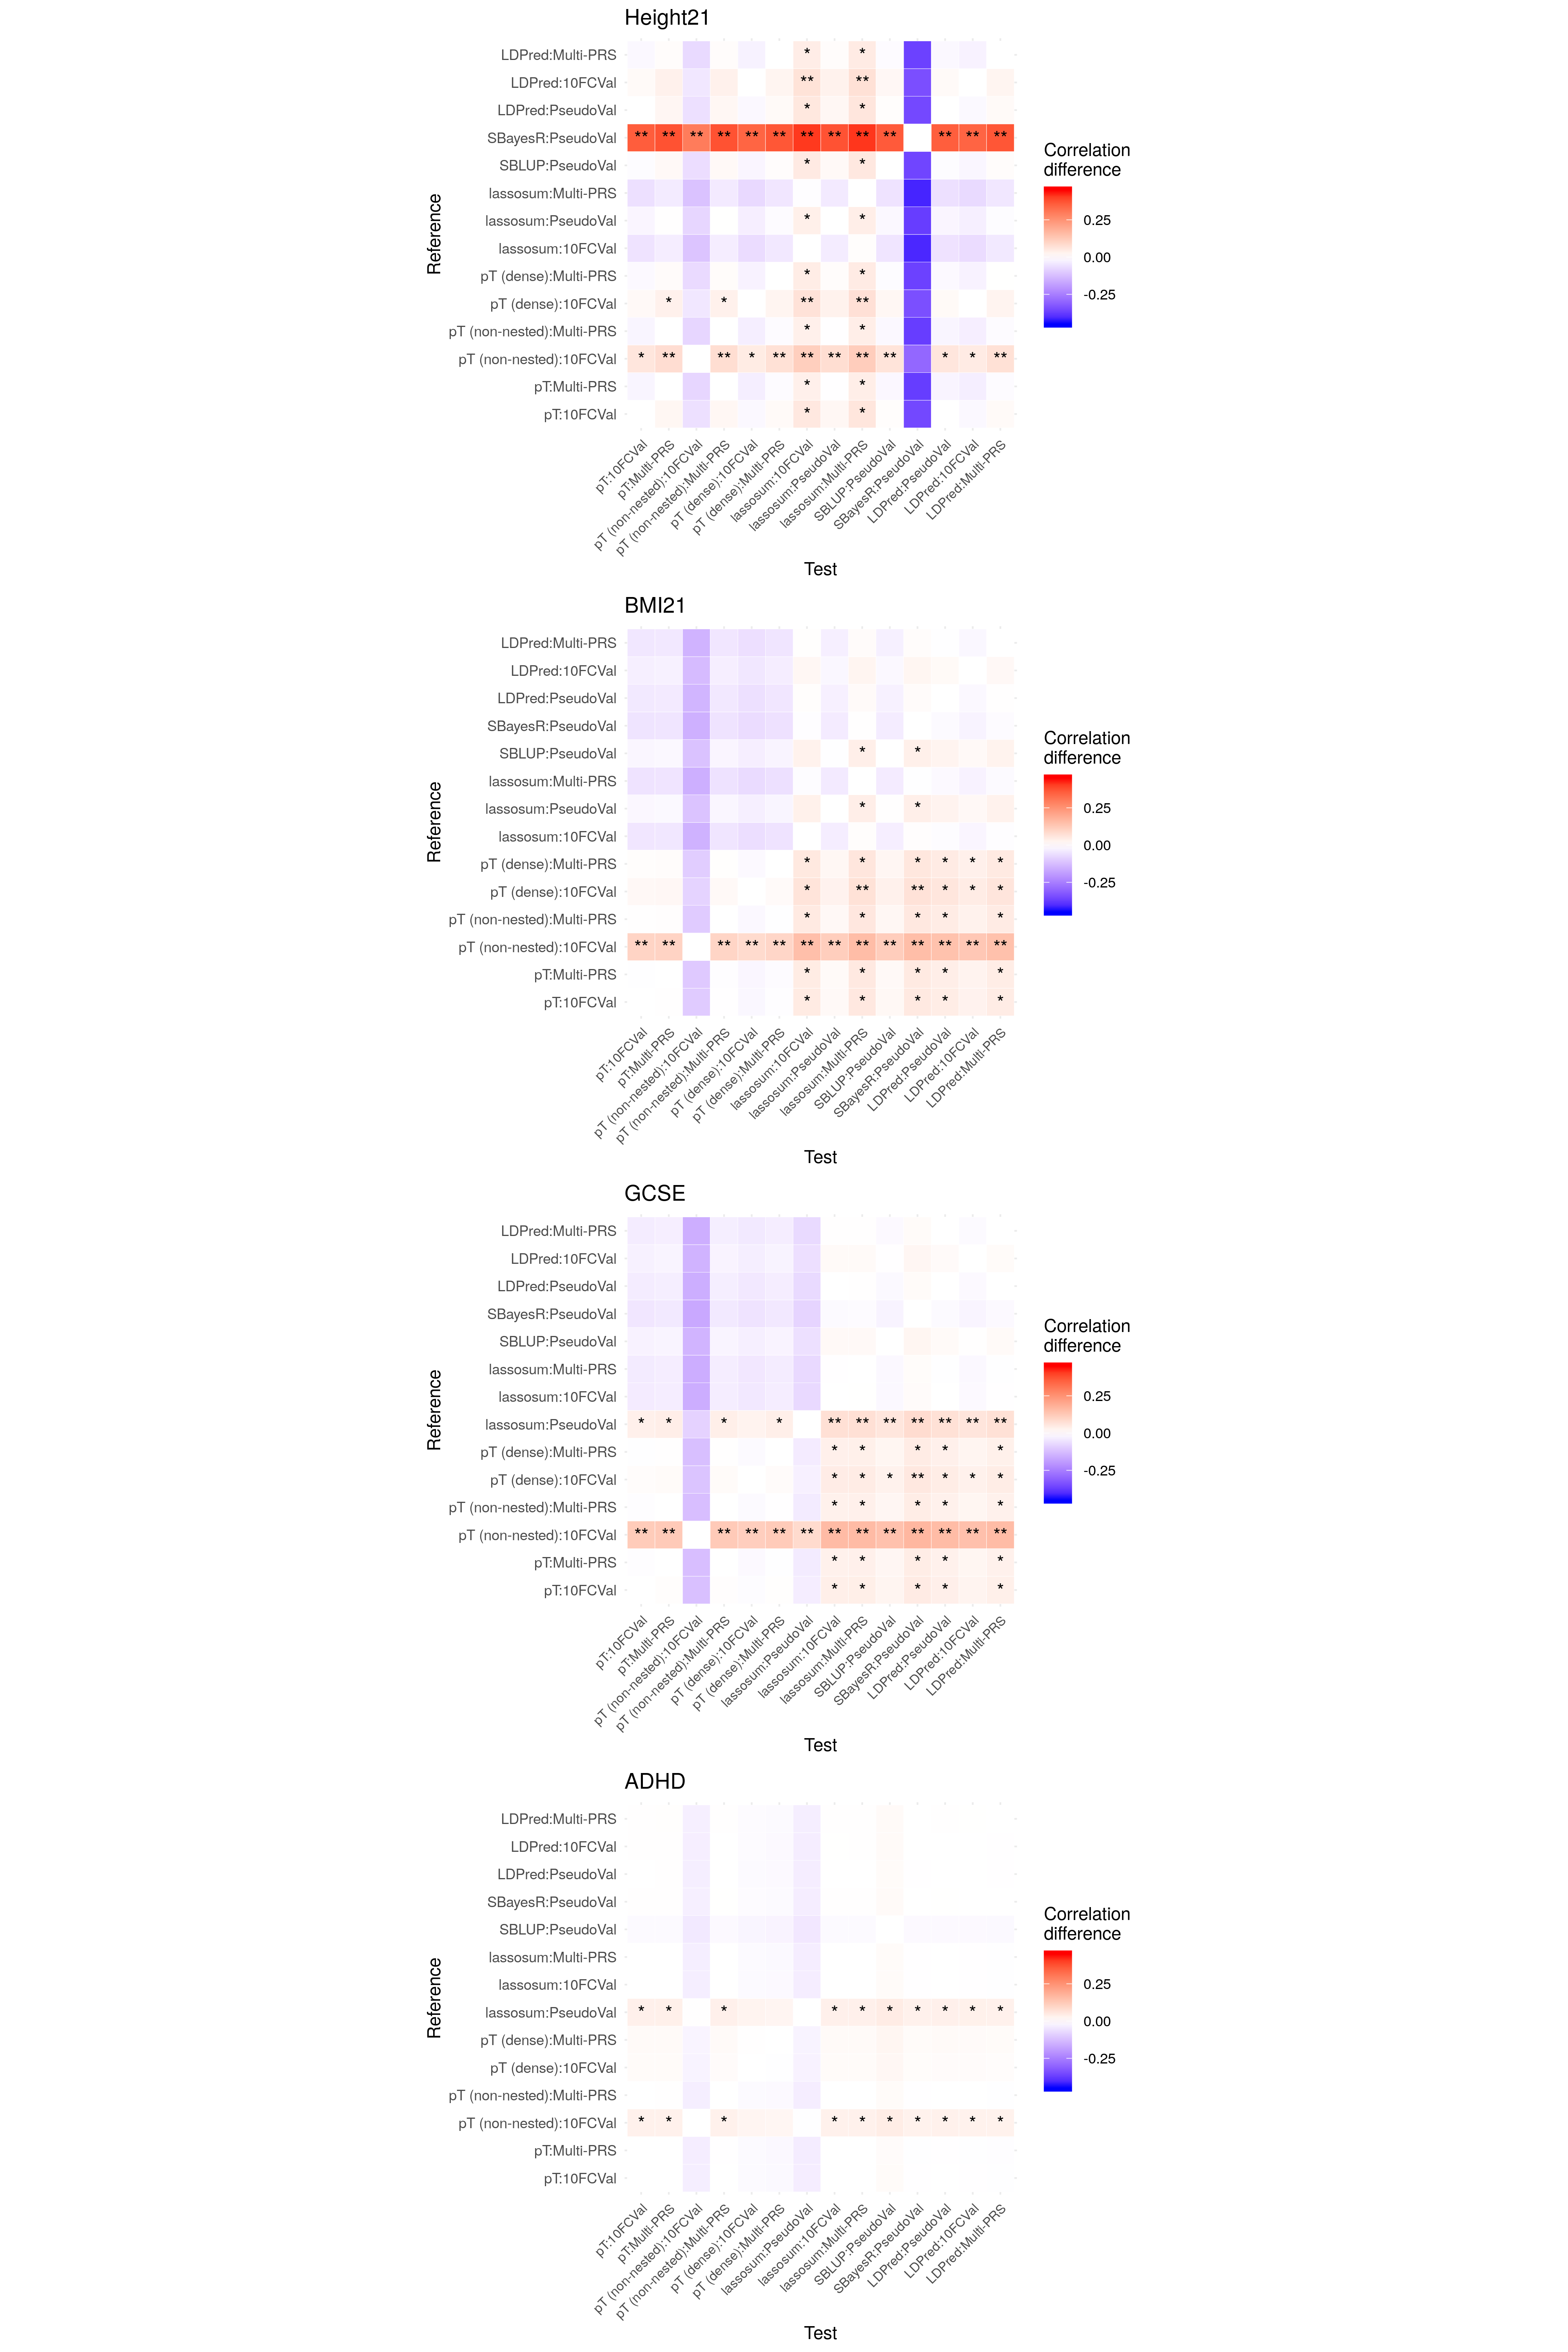 Height21
Reference
LDPred:Multi-PRS
LDPred:10FCVal
LDPred:PseudoVal
SBayesR:PseudoVal
SBLUP:PseudoVal
lassosum:Multi-PRS
lassosum:PseudoVal
lassosum:10FCVal
pT (dense):Multi-PRS
pT (dense):10FCVal
pT (non-nested):Multi-PRS
pT (non-nested):10FCVal
pT:Multi-PRS
pT:10FCVal
* *
** **
* *
** ** ** ** ** ** ** ** ** ** ** ** **
* *
* *
* *
* * ** **
* *
* ** ** * ** ** ** ** ** * * **
* *
* *
pT:10FCVal
pT:Multi-PRS
pT (non-nested):10FCVal
pT (non-nested):Multi-PRS
pT (dense):10FCVal
pT (dense):Multi-PRS
lassosum:10FCVal
lassosum:PseudoVal
lassosum:Multi-PRS
SBLUP:PseudoVal
SBayesR:PseudoVal
LDPred:PseudoVal
LDPred:10FCVal
LDPred:Multi-PRS
Test
Correlation
difference
0.25
0.00
-0.25
BMI21
Reference
LDPred:Multi-PRS
LDPred:10FCVal
LDPred:PseudoVal
SBayesR:PseudoVal
SBLUP:PseudoVal
lassosum:Multi-PRS
lassosum:PseudoVal
lassosum:10FCVal
pT (dense):Multi-PRS
pT (dense):10FCVal
pT (non-nested):Multi-PRS
pT (non-nested):10FCVal
pT:Multi-PRS
pT:10FCVal
* *
* *
* * * * * *
* ** ** * * *
* * * * *
** ** ** ** ** ** ** ** ** ** ** ** **
* * * * *
* * * * *
pT:10FCVal
pT:Multi-PRS
pT (non-nested):10FCVal
pT (non-nested):Multi-PRS
pT (dense):10FCVal
pT (dense):Multi-PRS
lassosum:10FCVal
lassosum:PseudoVal
lassosum:Multi-PRS
SBLUP:PseudoVal
SBayesR:PseudoVal
LDPred:PseudoVal
LDPred:10FCVal
LDPred:Multi-PRS
Test
Correlation
difference
0.25
0.00
-0.25
GCSE
Reference
LDPred:Multi-PRS
LDPred:10FCVal
LDPred:PseudoVal
SBayesR:PseudoVal
SBLUP:PseudoVal
lassosum:Multi-PRS
lassosum:10FCVal
lassosum:PseudoVal
pT (dense):Multi-PRS
pT (dense):10FCVal
pT (non-nested):Multi-PRS
pT (non-nested):10FCVal
pT:Multi-PRS
pT:10FCVal
* * * * ** ** ** ** ** ** **
* * * * *
* * * ** * * *
* * * * *
** ** ** ** ** ** ** ** ** ** ** ** **
* * * * *
* * * * *
pT:10FCVal
pT:Multi-PRS
pT (non-nested):10FCVal
pT (non-nested):Multi-PRS
pT (dense):10FCVal
pT (dense):Multi-PRS
lassosum:PseudoVal
lassosum:10FCVal
lassosum:Multi-PRS
SBLUP:PseudoVal
SBayesR:PseudoVal
LDPred:PseudoVal
LDPred:10FCVal
LDPred:Multi-PRS
Test
Correlation
difference
0.25
0.00
-0.25
ADHD
Reference
LDPred:Multi-PRS
LDPred:10FCVal
LDPred:PseudoVal
SBayesR:PseudoVal
SBLUP:PseudoVal
lassosum:Multi-PRS
lassosum:10FCVal
lassosum:PseudoVal
pT (dense):Multi-PRS
pT (dense):10FCVal
pT (non-nested):Multi-PRS
pT (non-nested):10FCVal
pT:Multi-PRS
pT:10FCVal
* * * * * * * * * *
* * * * * * * * * *
pT:10FCVal
pT:Multi-PRS
pT (non-nested):10FCVal
pT (non-nested):Multi-PRS
pT (dense):10FCVal
pT (dense):Multi-PRS
lassosum:PseudoVal
lassosum:10FCVal
lassosum:Multi-PRS
SBLUP:PseudoVal
SBayesR:PseudoVal
LDPred:PseudoVal
LDPred:10FCVal
LDPred:Multi-PRS
Test
Correlation
difference
0.25
0.00
-0.25